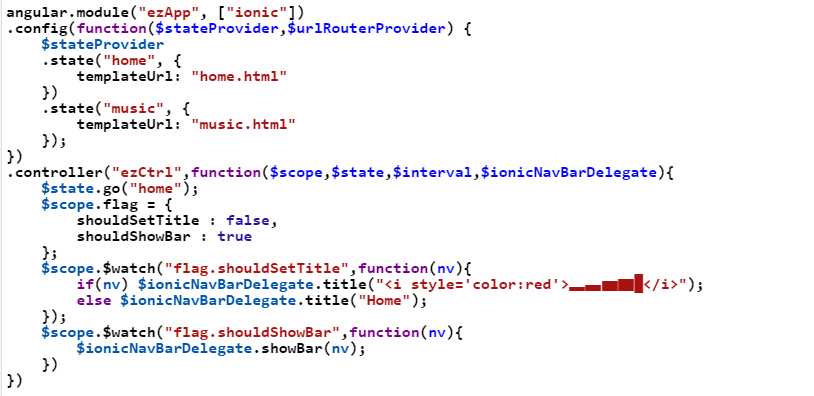 angular.module("ezApp", ["ionic"])
.config(function($stateProvider,$urlRouterProvider) {
    $stateProvider
    .state("home", {
        templateUrl: "home.html"
    })
    .state("music", {
        templateUrl: "music.html"
    });
})
.controller("ezCtrl",function($scope,$state,$interval,$ionicNavBarDelegate){
    $state.go("home");
    $scope.flag = {
        shouldSetTitle : false,
        shouldShowBar : true
    };
    $scope.$watch("flag.shouldSetTitle",function(nv){
        if(nv) $ionicNavBarDelegate.title("<i style='color:red'>▂▃▅▆█</i>");
        else $ionicNavBarDelegate.title("Home");
    });
    $scope.$watch("flag.shouldShowBar",function(nv){
        $ionicNavBarDelegate.showBar(nv);
    })
})